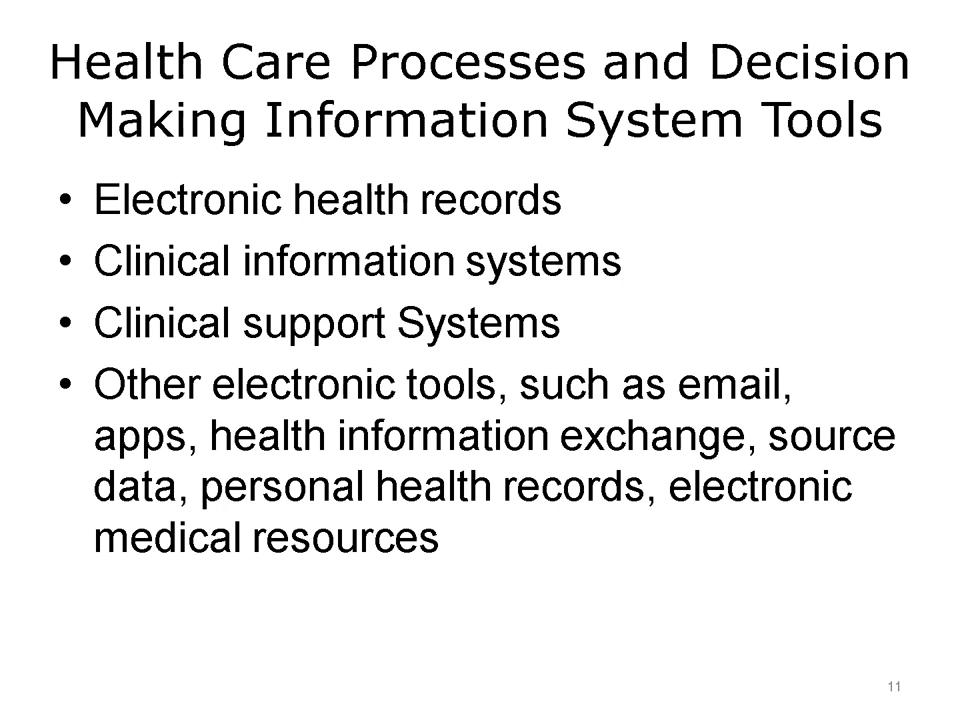 Health Care Processes and Decision
Making Information System Tools
• Electronic health records
• Clinical information systems
• Clinical support Systems
• Other electronic tools, such as email,
apps, health information exchange, source
data, personal health records, electronic
medical resources
11